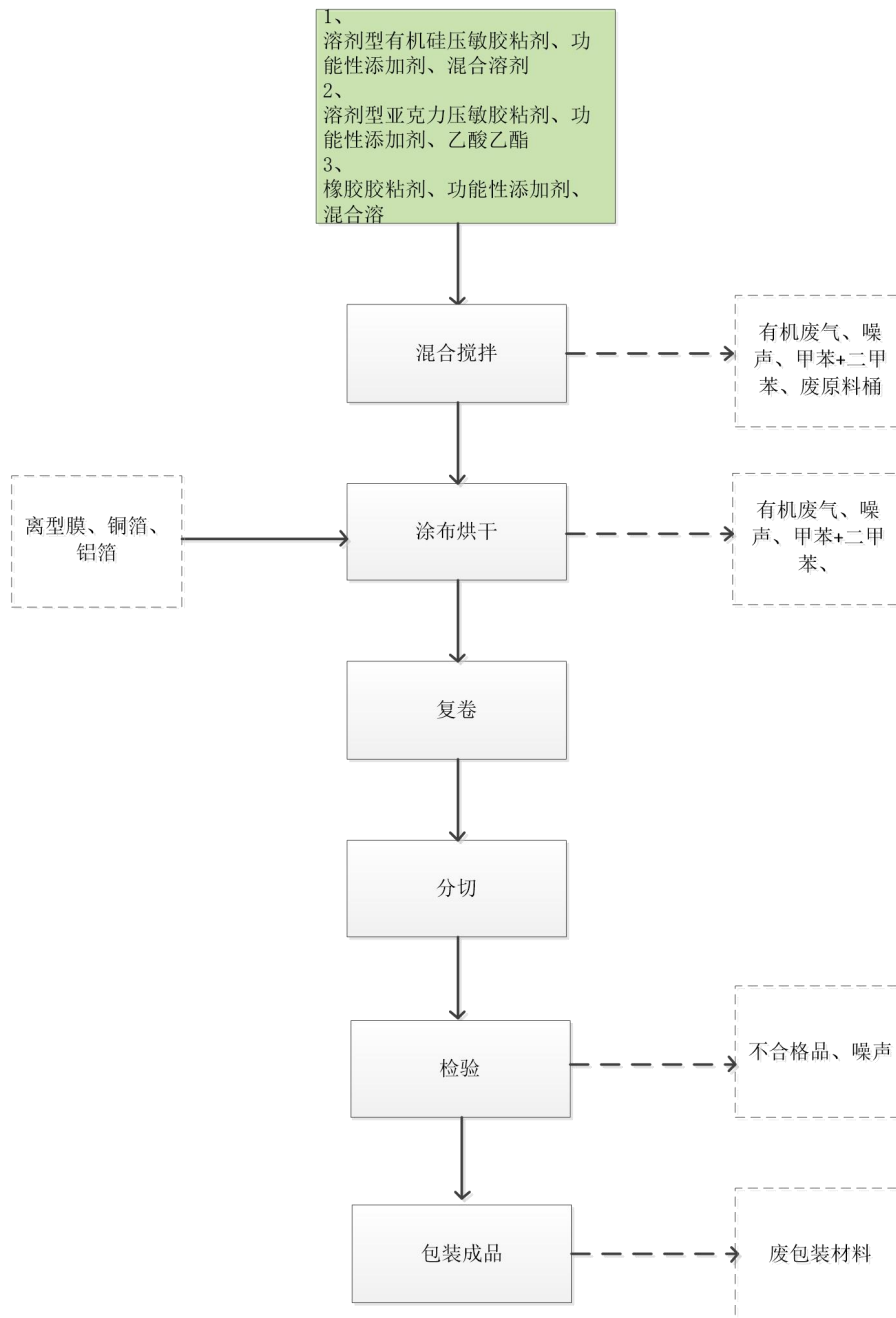 1、
溶剂型有机硅压敏胶粘剂、功
能性添加剂、混合溶剂
2、
溶剂型亚克力压敏胶粘剂、功
能性添加剂、乙酸乙酯
3、
橡胶胶粘剂、功能性添加剂、
混合溶
混合搅拌
有机废气、噪
声、甲苯+二甲
苯、废原料桶
离型膜、铜箔、
铝箔
涂布烘干
有机废气、噪
声、甲苯+二甲
苯、
复卷
分切
检验
不合格品、噪声
包装成品
废包装材料